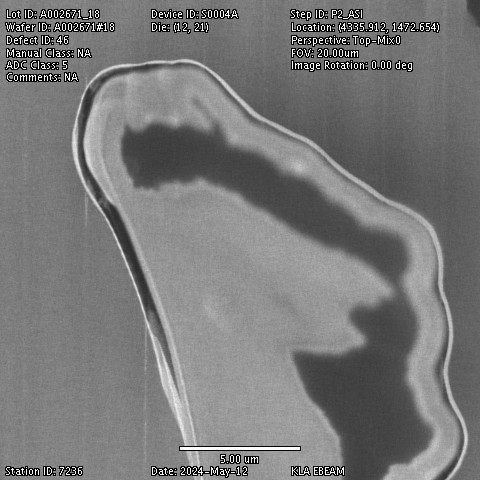 Lot ID: A002671_18
Wafer ID: A002671#18
Defect ID: 46
Manual Class: NA
ADC Class: 5
Comments: NA
Device ID: S0004A
Die: (12, 21)
Step ID: P2_ASI
Location: (4335.912, 1472.654)
Perspective: Top-Mix0
FOV: 20.00um
Image Rotation: 0.00 deg
5.00 um
Station ID: 7236
Date: 2024-May-12
KLA EBEAM